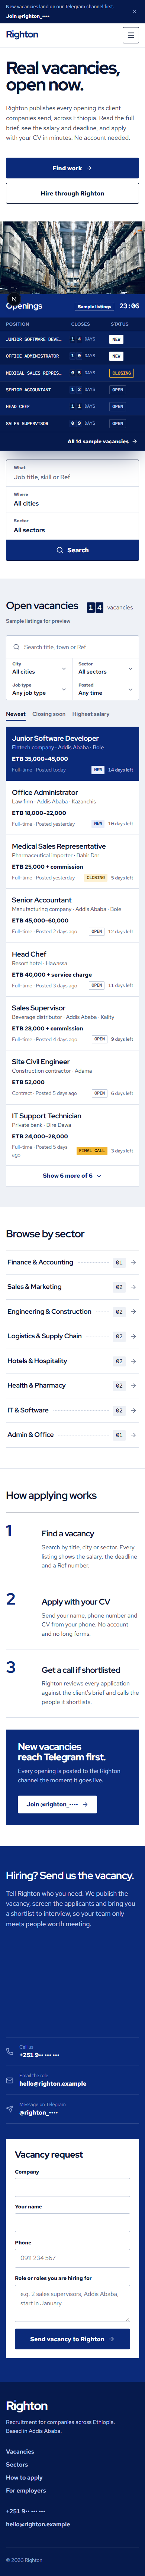 New vacancies land on our Telegram channel first.
Join @righton_••••
Righton
Real vacancies,
open now.
Righton publishes every opening its client
companies send us, across Ethiopia. Read the full
brief, see the salary and deadline, and apply
with your CV in minutes. No account needed.
Find work
Hire through Righton
N
Openings
Sample listings
23:06
POSITION CLOSES STATUS
JUNIOR SOFTWARE DEVE… 14 DAYS NEW
OFFICE ADMINISTRATOR 10 DAYS NEW
MEDICAL SALES REPRES… 05 DAYS CLOSING
SENIOR ACCOUNTANT 12 DAYS OPEN
HEAD CHEF 11 DAYS OPEN
SALES SUPERVISOR 09 DAYS OPEN
All 14 sample vacancies
What
Job title, skill or Ref
Where
All cities
Sector
All sectors
Search
Open vacancies
14 vacancies
Sample listings for preview
Search title, town or Ref
City
All cities
Sector
All sectors
Job type
Any job type
Posted
Any time
Newest Closing soon Highest salary
Junior Software Developer
Fintech company · Addis Ababa · Bole
ETB 35,000–45,000
Full-time · Posted today NEW 14 days left
Office Administrator
Law firm · Addis Ababa · Kazanchis
ETB 18,000–22,000
Full-time · Posted yesterday NEW 10 days left
Medical Sales Representative
Pharmaceutical importer · Bahir Dar
ETB 25,000 + commission
Full-time · Posted yesterday CLOSING 5 days left
Senior Accountant
Manufacturing company · Addis Ababa · Bole
ETB 45,000–60,000
Full-time · Posted 2 days ago OPEN 12 days left
Head Chef
Resort hotel · Hawassa
ETB 40,000 + service charge
Full-time · Posted 3 days ago OPEN 11 days left
Sales Supervisor
Beverage distributor · Addis Ababa · Kality
ETB 28,000 + commission
Full-time · Posted 4 days ago OPEN 9 days left
Site Civil Engineer
Construction contractor · Adama
ETB 52,000
Contract · Posted 5 days ago OPEN 6 days left
IT Support Technician
Private bank · Dire Dawa
ETB 24,000–28,000
Full-time · Posted 5 days
ago
FINAL CALL 3 days left
Show 6 more of 6
Browse by sector
Finance & Accounting 01
Sales & Marketing 02
Engineering & Construction 02
Logistics & Supply Chain 02
Hotels & Hospitality 02
Health & Pharmacy 02
IT & Software 02
Admin & Office 01
How applying works
1
Find a vacancy
Search by title, city or sector. Every
listing shows the salary, the deadline
and a Ref number.
2
Apply with your CV
Send your name, phone number and
CV from your phone. No account
and no long forms.
3
Get a call if shortlisted
Righton reviews every application
against the client's brief and calls the
people it shortlists.
New vacancies
reach Telegram first.
Every opening is posted to the Righton
channel the moment it goes live.
Join @righton_••••
Hiring? Send us the vacancy.
Tell Righton who you need. We publish the
vacancy, screen the applicants and bring you
a shortlist to interview, so your team only
meets people worth meeting.
Call us
+251 9•• ••• •••
Email the role
hello@righton.example
Message on Telegram
@righton_••••
Vacancy request
Company
Your name
Phone
0911 234 567
Role or roles you are hiring for
e.g. 2 sales supervisors, Addis Ababa,
start in January
Send vacancy to Righton
Righton
Recruitment for companies across Ethiopia.
Based in Addis Ababa.
Vacancies
Sectors
How to apply
For employers
+251 9•• ••• •••
hello@righton.example
© 2026 Righton